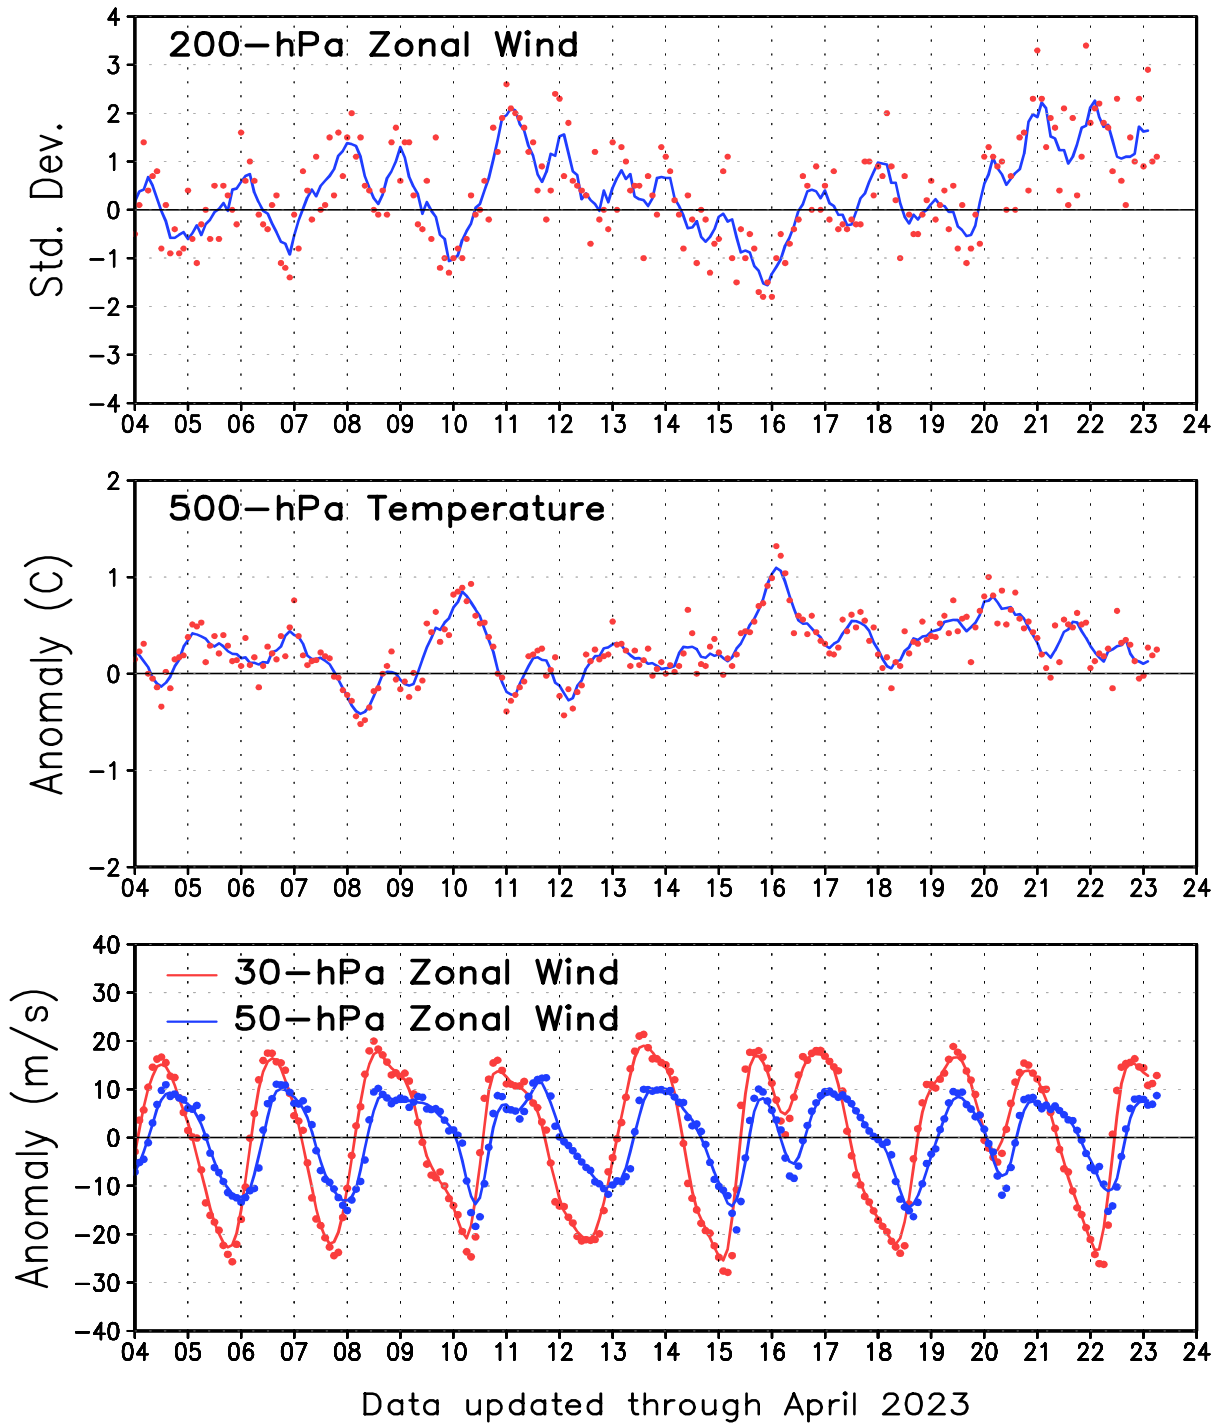 200-hPa Zonal Wind
Std. Dev.
4
3
2
1
0
-1
-2
-3
-4
04 05 06 07 08 09 10 11 12 13 14 15 16 17 18 19 20 21 22 23 24
500-hPa Temperature
Anomaly (C)
2
1
0
-1
-2
04 05 06 07 08 09 10 11 12 13 14 15 16 17 18 19 20 21 22 23 24
30-hPa Zonal Wind
50-hPa Zonal Wind
Anomaly (m/s)
40
30
20
10
0
-10
-20
-30
-40
04 05 06 07 08 09 10 11 12 13 14 15 16 17 18 19 20 21 22 23 24
Data updated through April 2023